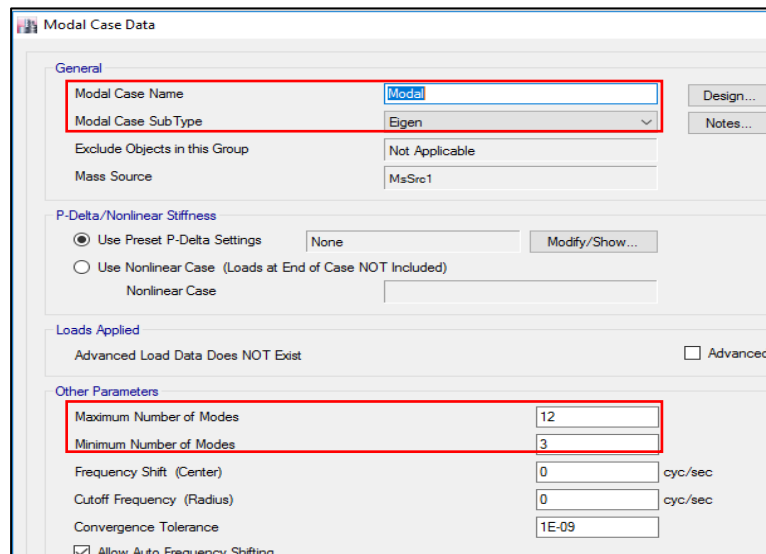 Modal Case Data
General
Modal Case Name Modal Design...
Modal Case SubType Eigen Notes...
Exclude Objects in this Group Not Applicable
Mass Source MsSrc1
P-Delta/Nonlinear Stiffness
Use Preset P-Delta Settings None Modify/Show...
Use Nonlinear Case (Loads at End of Case NOT Included)
Nonlinear Case
Loads Applied
Advanced Load Data Does NOT Exist Advanced
Other Parameters
Maximum Number of Modes 12
Minimum Number of Modes 3
Frequency Shift (Center) 0 cyc/sec
Cutoff Frequency (Radius) 0 cyc/sec
Convergence Tolerance 1E-09
Allow Auto Frequency Shifting